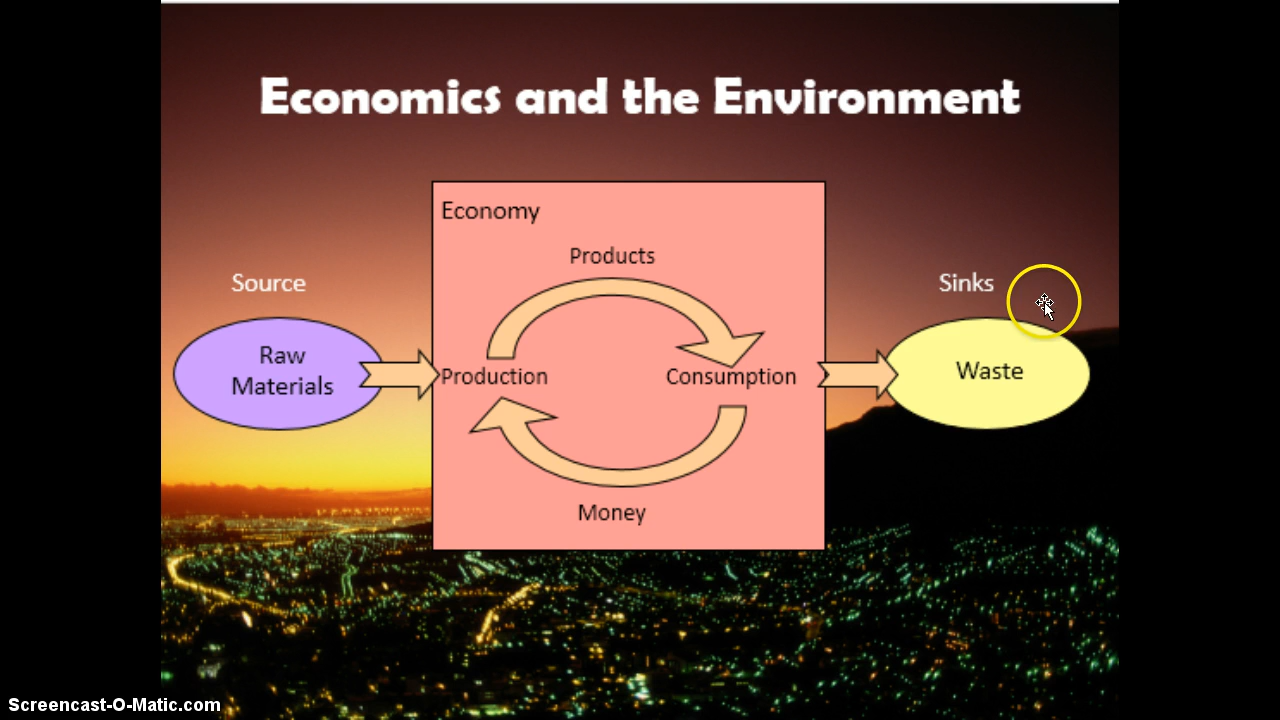 Economics and the Environment
Economy
Products
Source
Sinks
Raw
Materials
Production
Consumption
Waste
Money
Screencast-O-Matic.com